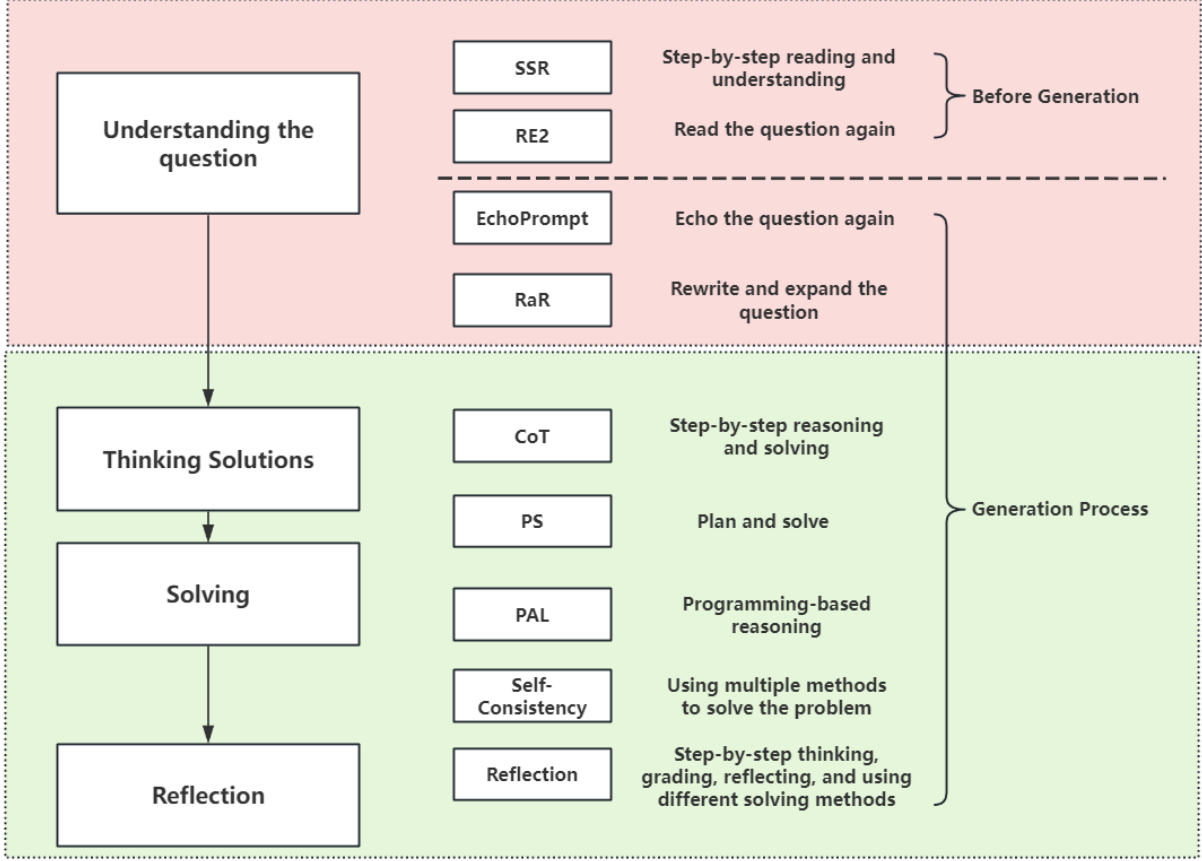 Understanding the
question
SSR
Step-by-step reading and
understanding
Before Generation
RE2
Read the question again
EchoPrompt
Echo the question again
RaR
Rewrite and expand the
question
Thinking Solutions
CoT
Step-by-step reasoning
and solving
PS
Plan and solve
Generation Process
Solving
PAL
Programming-based
reasoning
Self-
Consistency
Using multiple methods
to solve the problem
Reflection
Reflection
Step-by-step thinking,
grading, reflecting, and using
different solving methods